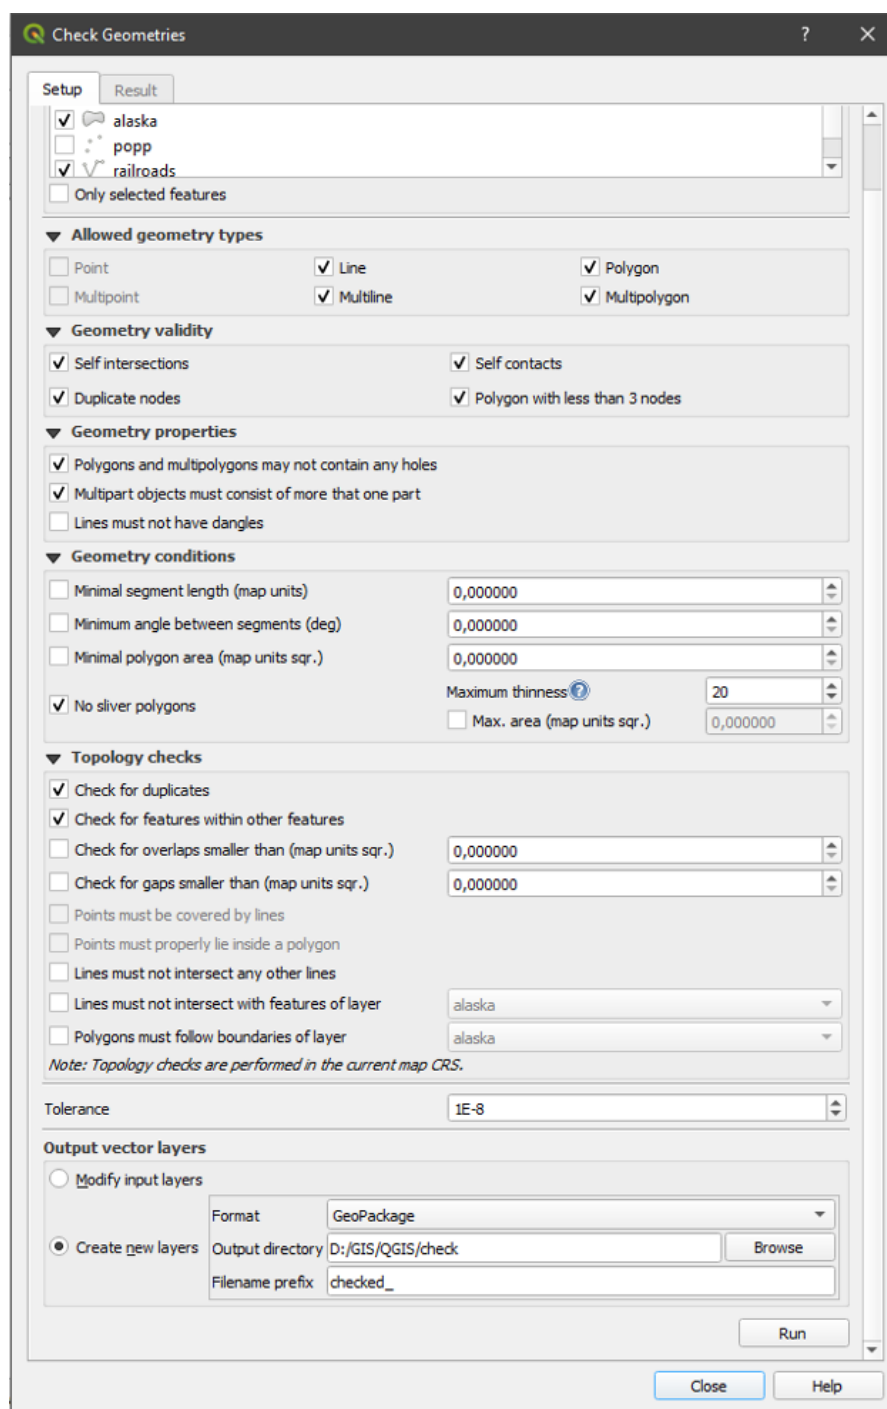 Check Geometries
Setup Result
alaska
popp
railroads
Only selected features
Allowed geometry types
Point Line Polygon
Multipoint Multiline Multipolygon
Geometry validity
Self intersections Self contacts
Duplicate nodes Polygon with less than 3 nodes
Geometry properties
Polygons and multipolygons may not contain any holes
Multipart objects must consist of more that one part
Lines must not have dangles
Geometry conditions
Minimal segment length (map units) 0,000000
Minimum angle between segments (deg) 0,000000
Minimal polygon area (map units sqr.) 0,000000
No sliver polygons Maximum thinness ? 20
Max. area (map units sqr.) 0,000000
Topology checks
Check for duplicates
Check for features within other features
Check for overlaps smaller than (map units sqr.) 0,000000
Check for gaps smaller than (map units sqr.) 0,000000
Points must be covered by lines
Points must properly lie inside a polygon
Lines must not intersect any other lines
Lines must not intersect with features of layer alaska
Polygons must follow boundaries of layer alaska
Note: Topology checks are performed in the current map CRS.
Tolerance 1E-8
Output vector layers
Modify input layers
Format GeoPackage
Create new layers Output directory D:/GIS/QGIS/check Browse
Filename prefix checked_
Run
Close Help